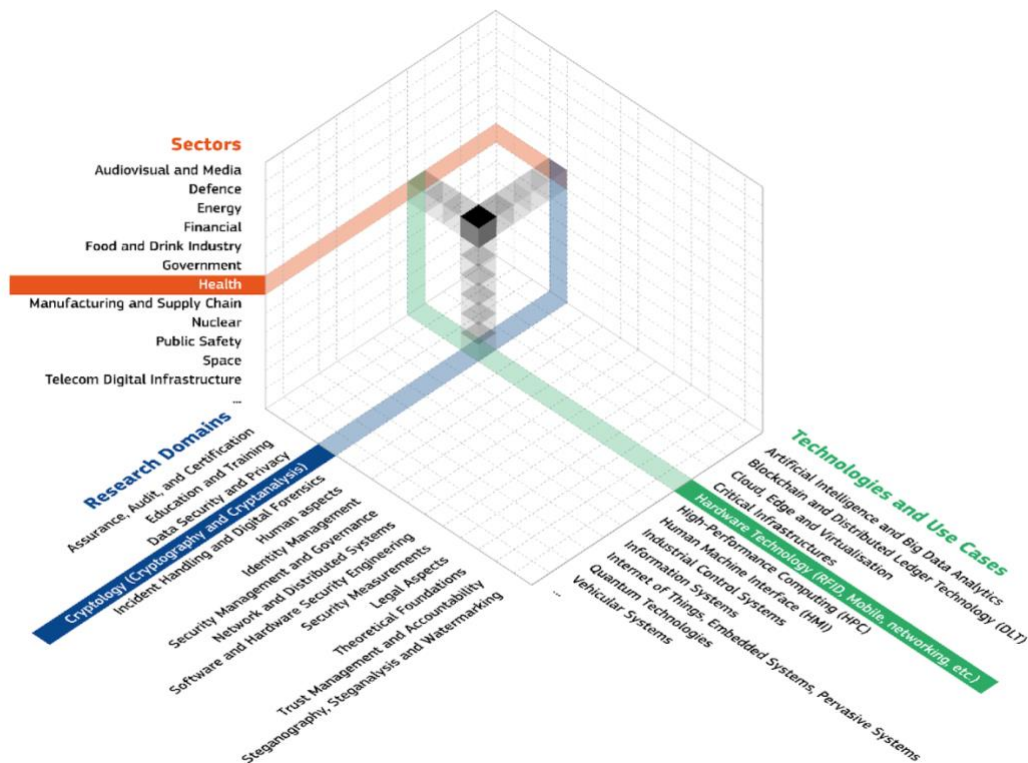 Sectors
Audiovisual and Media
Defence
Energy
Financial
Food and Drink Industry
Government
Health
Manufacturing and Supply Chain
Nuclear
Public Safety
Space
Telecom Digital Infrastructure
...
Research Domains
Assurance, Audit, and Certification
Education and Training
Data Security and Privacy
Cryptology (Cryptography and Cryptanalysis)
Incident Handling and Digital Forensics
Human aspects
Identity Management
Security Management and Governance
Network and Distributed Systems
Software and Hardware Security Engineering
Security Measurements
Legal Aspects
Theoretical Foundations
Trust Management and Accountability
Steganography, Steganalysis and Watermarking
...
Technologies and Use Cases
Artificial Intelligence and Big Data Analytics
Blockchain and Distributed Ledger Technology (DLT)
Cloud, Edge and Virtualisation
Critical Infrastructures
Hardware Technology (RFID, Mobile, networking, etc.)
High-Performance Computing (HPC)
Human Machine Interface (HMI)
Industrial Control Systems
Information Systems
Internet of Things, Embedded Systems, Pervasive Systems
Quantum Technologies
Vehicular Systems